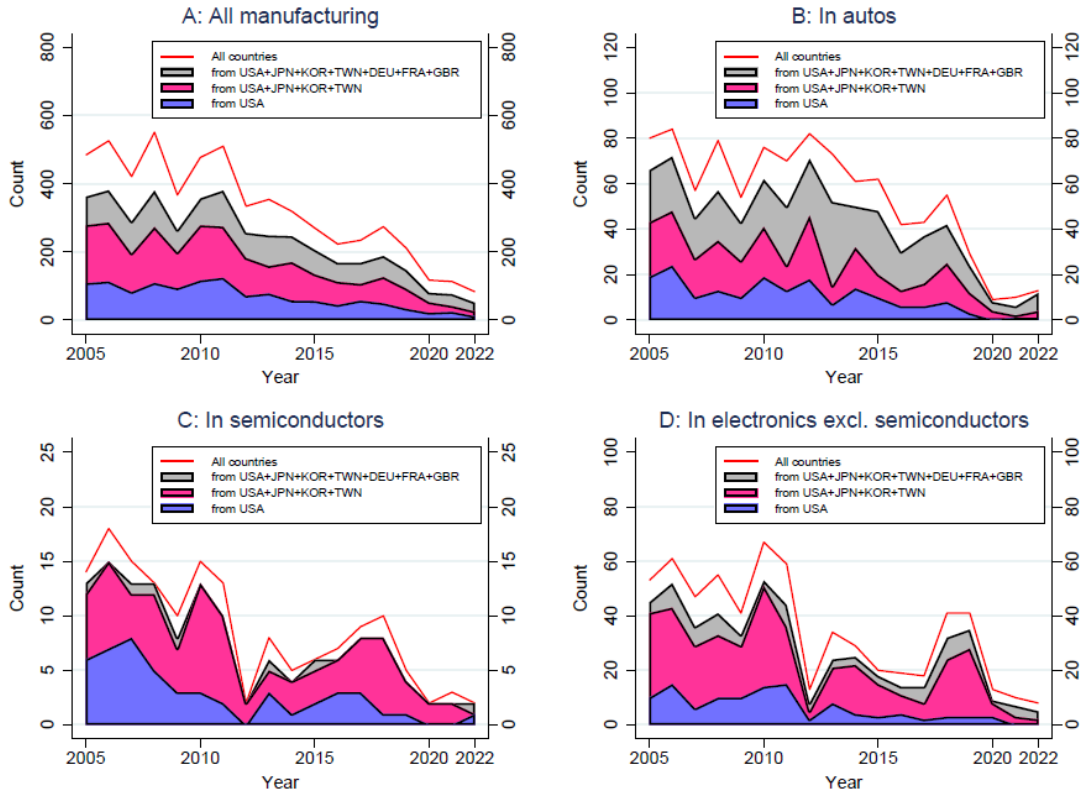 A: All manufacturing
800
600
400
200
0
Count
All countries
from USA+JPN+KOR+TWN+DEU+FRA+GBR
from USA+JPN+KOR+TWN
from USA
800
600
400
200
0
2005 2010 2015 2020 2022
Year
B: In autos
120
100
80
60
40
20
0
Count
All countries
from USA+JPN+KOR+TWN+DEU+FRA+GBR
from USA+JPN+KOR+TWN
from USA
120
100
80
60
40
20
0
2005 2010 2015 2020 2022
Year
C: In semiconductors
25
20
15
10
5
0
Count
All countries
from USA+JPN+KOR+TWN+DEU+FRA+GBR
from USA+JPN+KOR+TWN
from USA
25
20
15
10
5
0
2005 2010 2015 2020 2022
Year
D: In electronics excl. semiconductors
100
80
60
40
20
0
Count
All countries
from USA+JPN+KOR+TWN+DEU+FRA+GBR
from USA+JPN+KOR+TWN
from USA
100
80
60
40
20
0
2005 2010 2015 2020 2022
Year